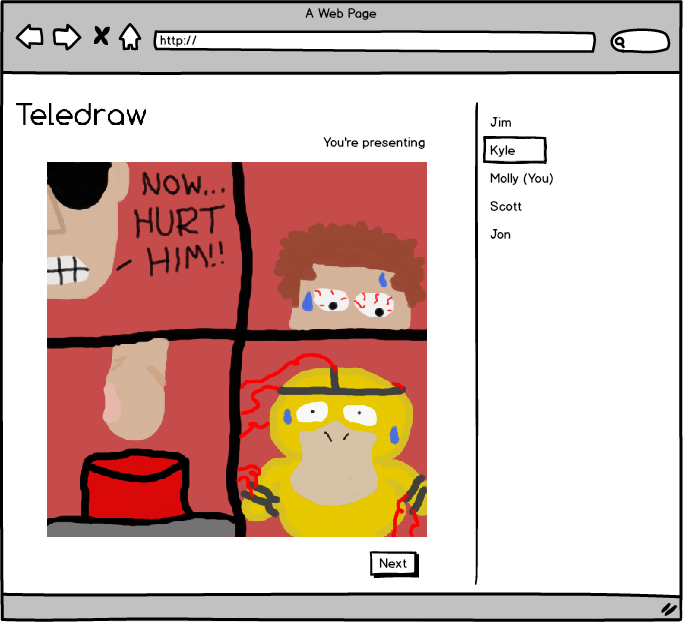 A Web Page
http://
Teledraw
You're presenting
NOW...
HURT
HIM!!
Jim
Kyle
Molly (You)
Scott
Jon
Next